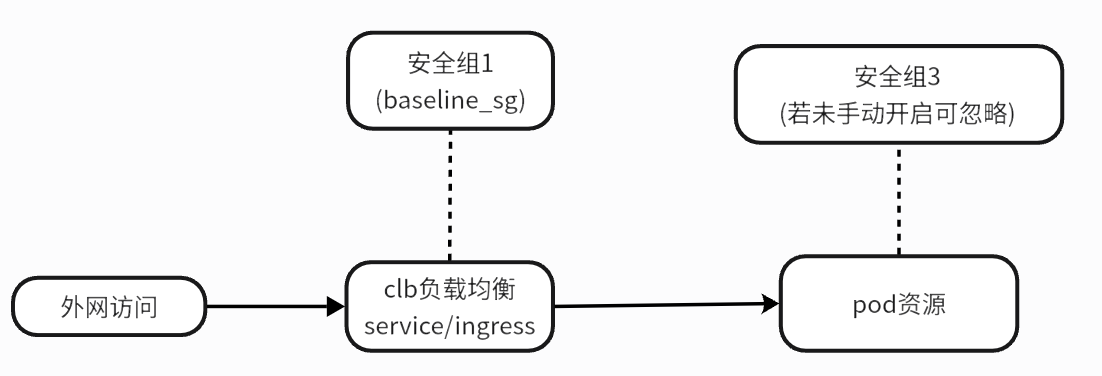 安全组1
(baseline_sg)
安全组3
(若未手动开启可忽略)
外网访问
clb负载均衡
service/ingress
pod资源